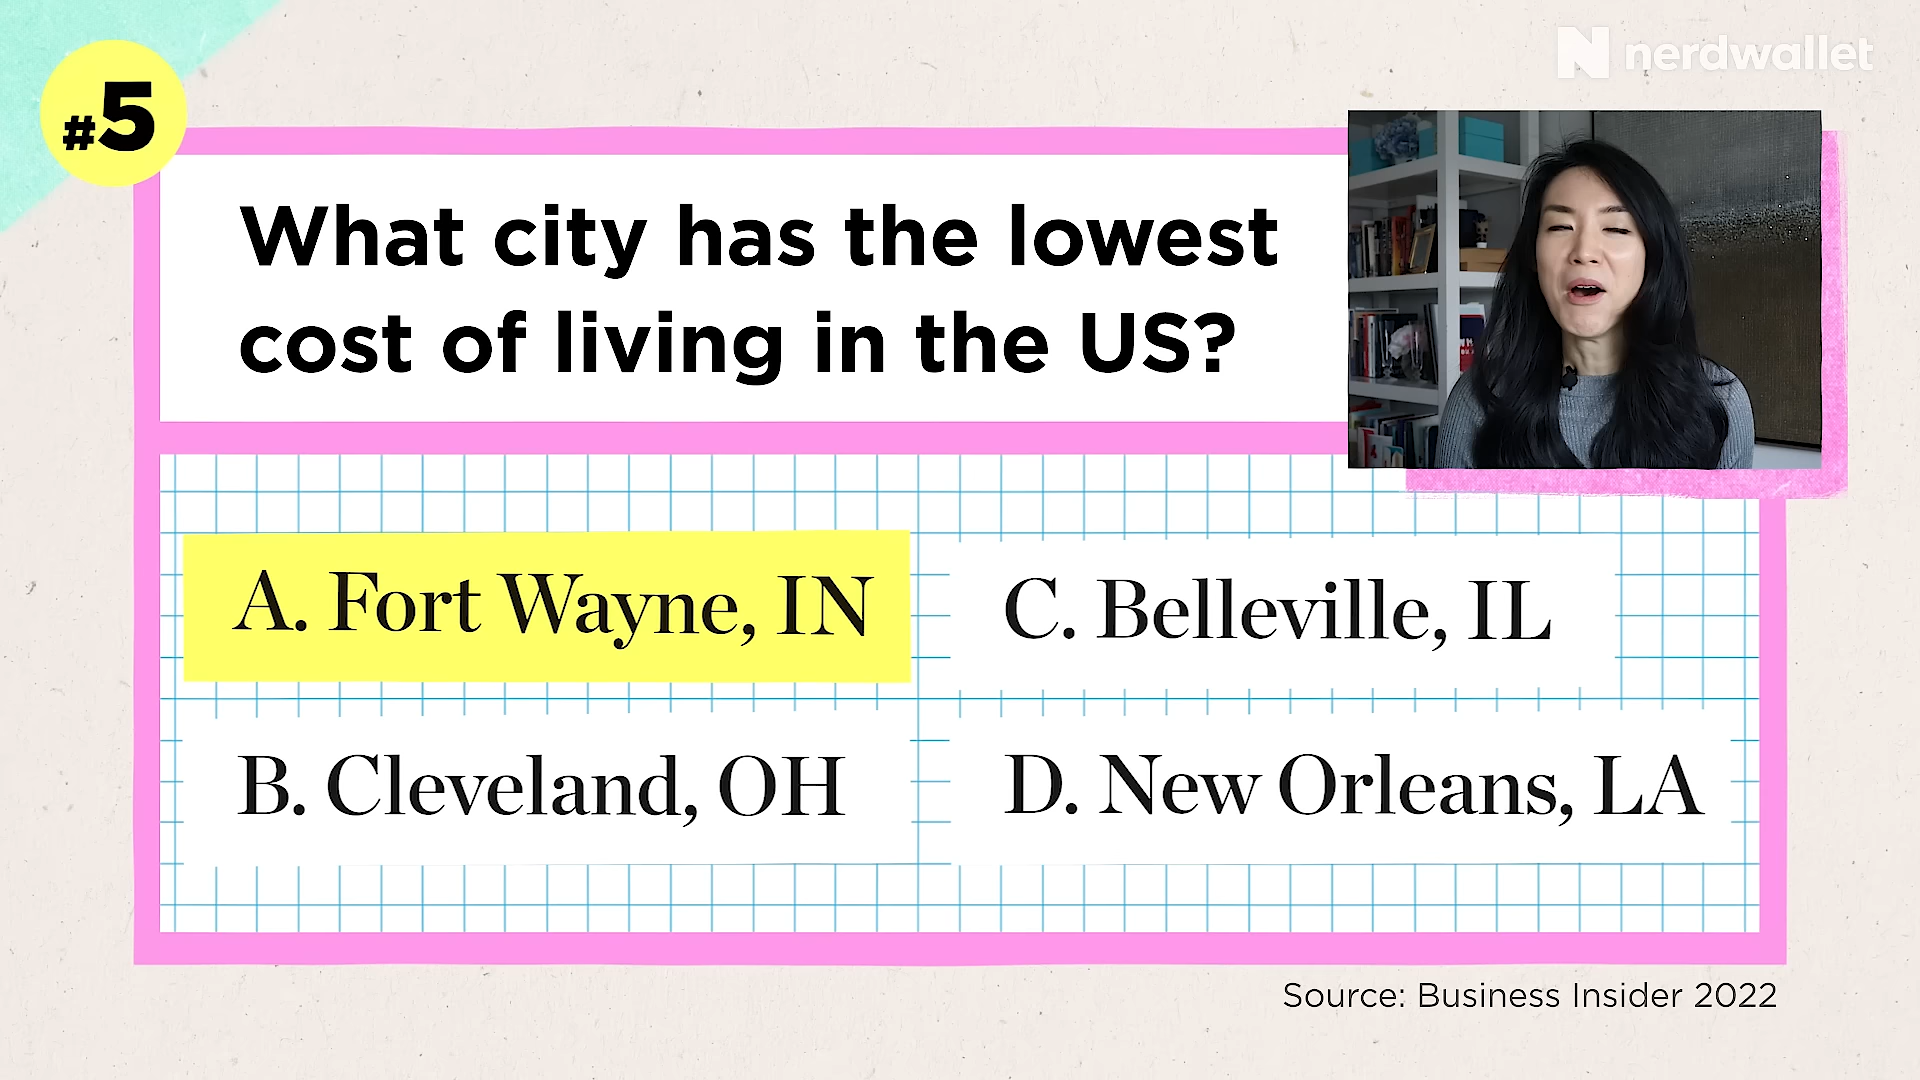 nerdwallet
#5
What city has the lowest
cost of living in the US?
A. Fort Wayne, IN
B. Cleveland, OH
C. Belleville, IL
D. New Orleans, LA
Source: Business Insider 2022